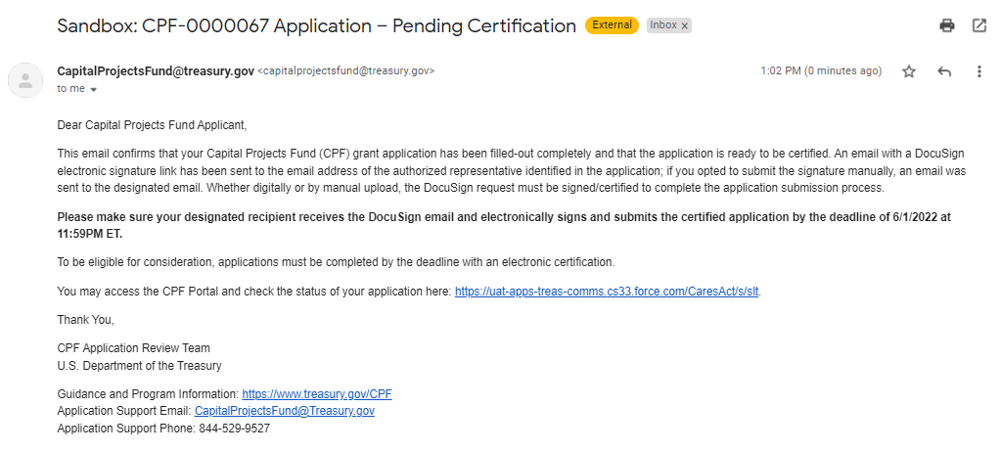 Sandbox: CPF-0000067 Application – Pending Certification External Inbox x
CapitalProjectsFund@treasury.gov <capitalprojectsfund@treasury.gov> 1:02 PM (0 minutes ago)
to me
Dear Capital Projects Fund Applicant,
This email confirms that your Capital Projects Fund (CPF) grant application has been filled-out completely and that the application is ready to be certified. An email with a DocuSign
electronic signature link has been sent to the email address of the authorized representative identified in the application; if you opted to submit the signature manually, an email was
sent to the designated email. Whether digitally or by manual upload, the DocuSign request must be signed/certified to complete the application submission process.
Please make sure your designated recipient receives the DocuSign email and electronically signs and submits the certified application by the deadline of 6/1/2022 at
11:59PM ET.
To be eligible for consideration, applications must be completed by the deadline with an electronic certification.
You may access the CPF Portal and check the status of your application here: https://uat-apps-treas-comms.cs33.force.com/CaresAct/s/slt.
Thank You,
CPF Application Review Team
U.S. Department of the Treasury
Guidance and Program Information: https://www.treasury.gov/CPF
Application Support Email: CapitalProjectsFund@Treasury.gov
Application Support Phone: 844-529-9527